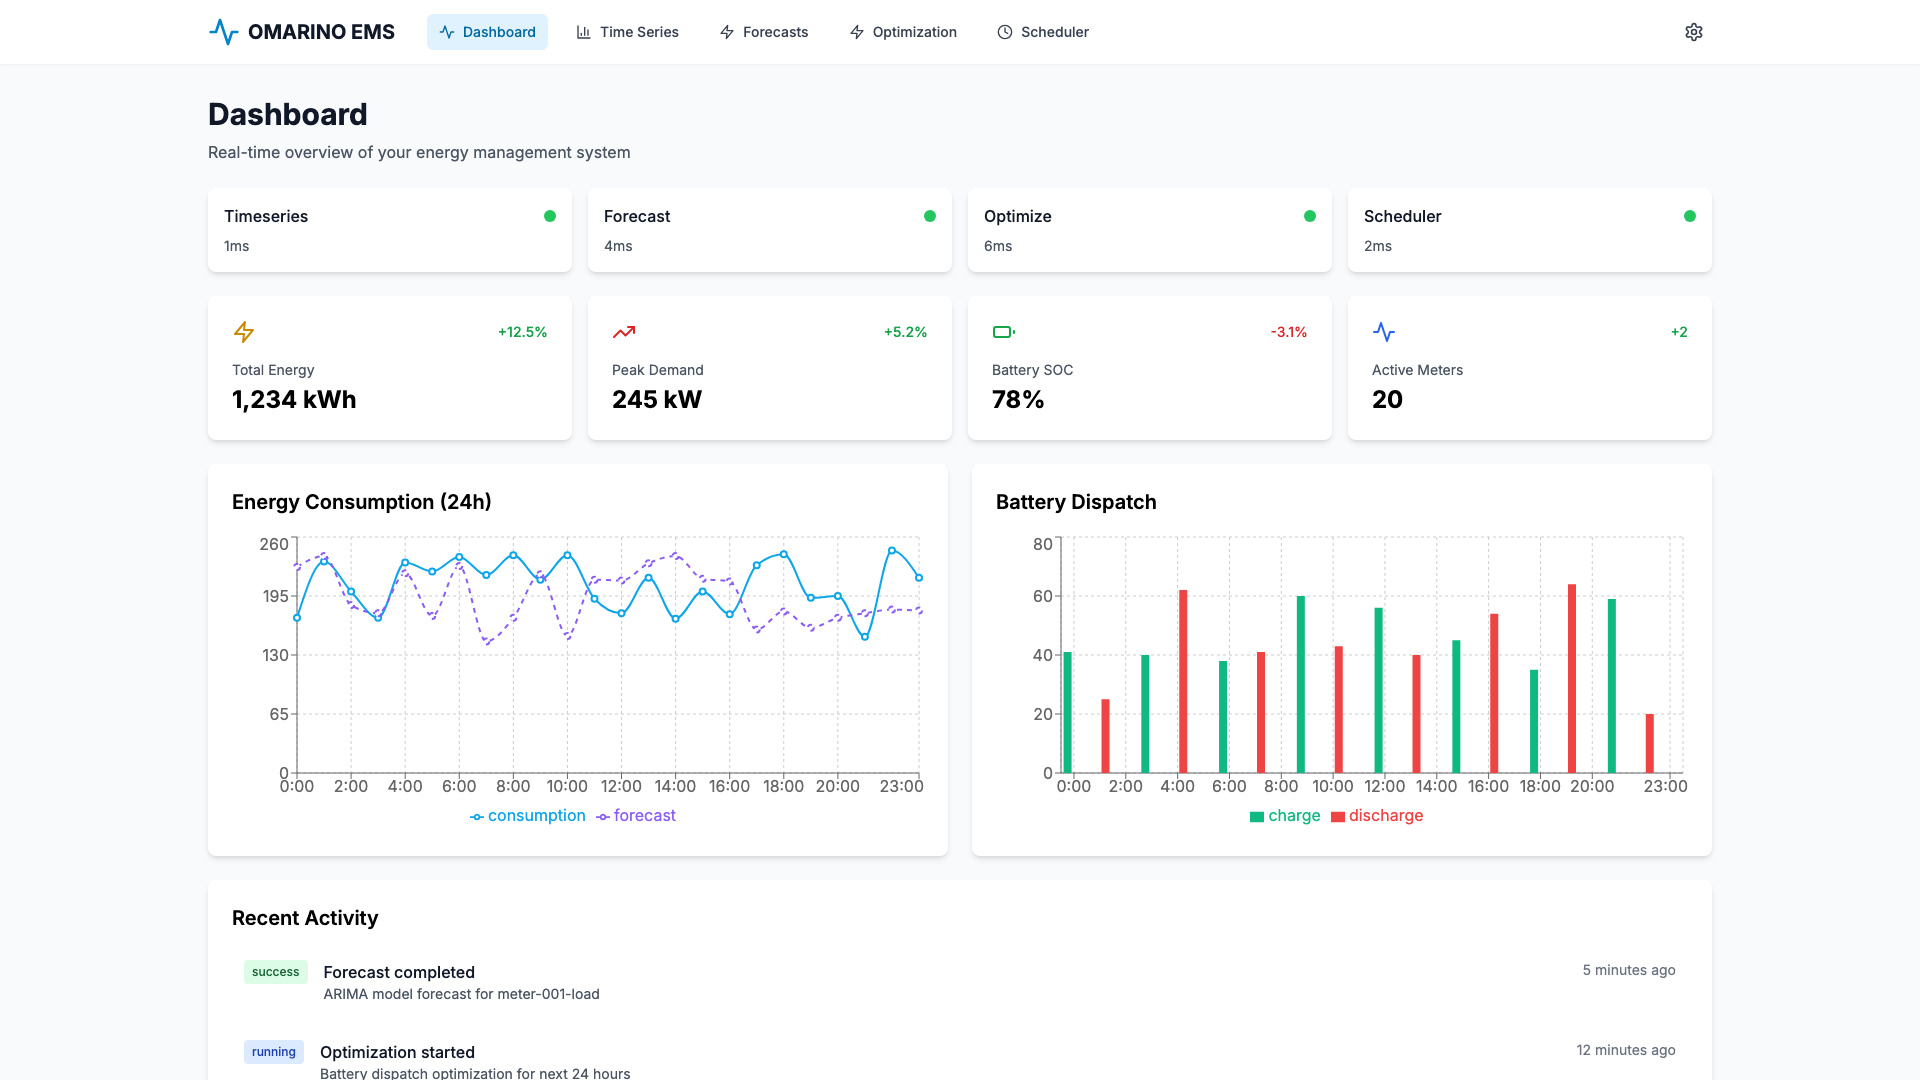 OMARINO EMS
Dashboard
Time Series
Forecasts
Optimization
Scheduler
Dashboard
Real-time overview of your energy management system
Timeseries
1ms
Forecast
4ms
Optimize
6ms
Scheduler
2ms
+12.5%
Total Energy
1,234 kWh
+5.2%
Peak Demand
245 kW
-3.1%
Battery SOC
78%
+2
Active Meters
20
Energy Consumption (24h)
260
195
130
65
0
0:00 2:00 4:00 6:00 8:00 10:00 12:00 14:00 16:00 18:00 20:00 23:00
consumption forecast
Battery Dispatch
80
60
40
20
0
0:00 2:00 4:00 6:00 8:00 10:00 12:00 14:00 16:00 18:00 20:00 23:00
charge discharge
Recent Activity
success
Forecast completed
5 minutes ago
ARIMA model forecast for meter-001-load
running
Optimization started
12 minutes ago
Battery dispatch optimization for next 24 hours